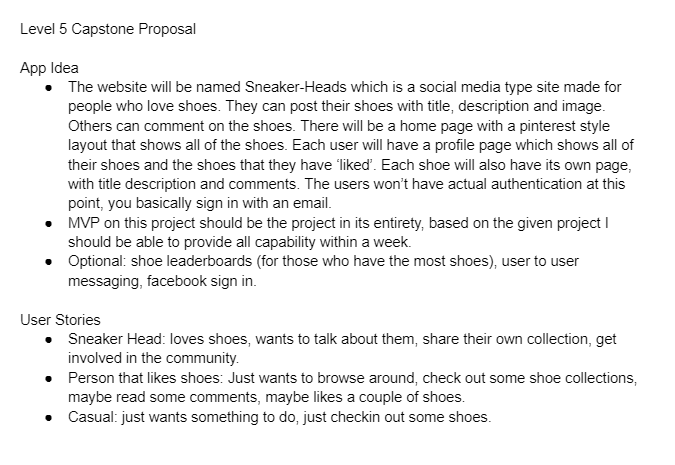 Level 5 Capstone Proposal
App Idea
● The website will be named Sneaker-Heads which is a social media type site made for
people who love shoes. They can post their shoes with title, description and image.
Others can comment on the shoes. There will be a home page with a pinterest style
layout that shows all of the shoes. Each user will have a profile page which shows all of
their shoes and the shoes that they have ‘liked’. Each shoe will also have its own page,
with title description and comments. The users won’t have actual authentication at this
point, you basically sign in with an email.
● MVP on this project should be the project in its entirety, based on the given project I
should be able to provide all capability within a week.
● Optional: shoe leaderboards (for those who have the most shoes), user to user
messaging, facebook sign in.
User Stories
● Sneaker Head: loves shoes, wants to talk about them, share their own collection, get
involved in the community.
● Person that likes shoes: Just wants to browse around, check out some shoe collections,
maybe read some comments, maybe likes a couple of shoes.
● Casual: just wants something to do, just checkin out some shoes.